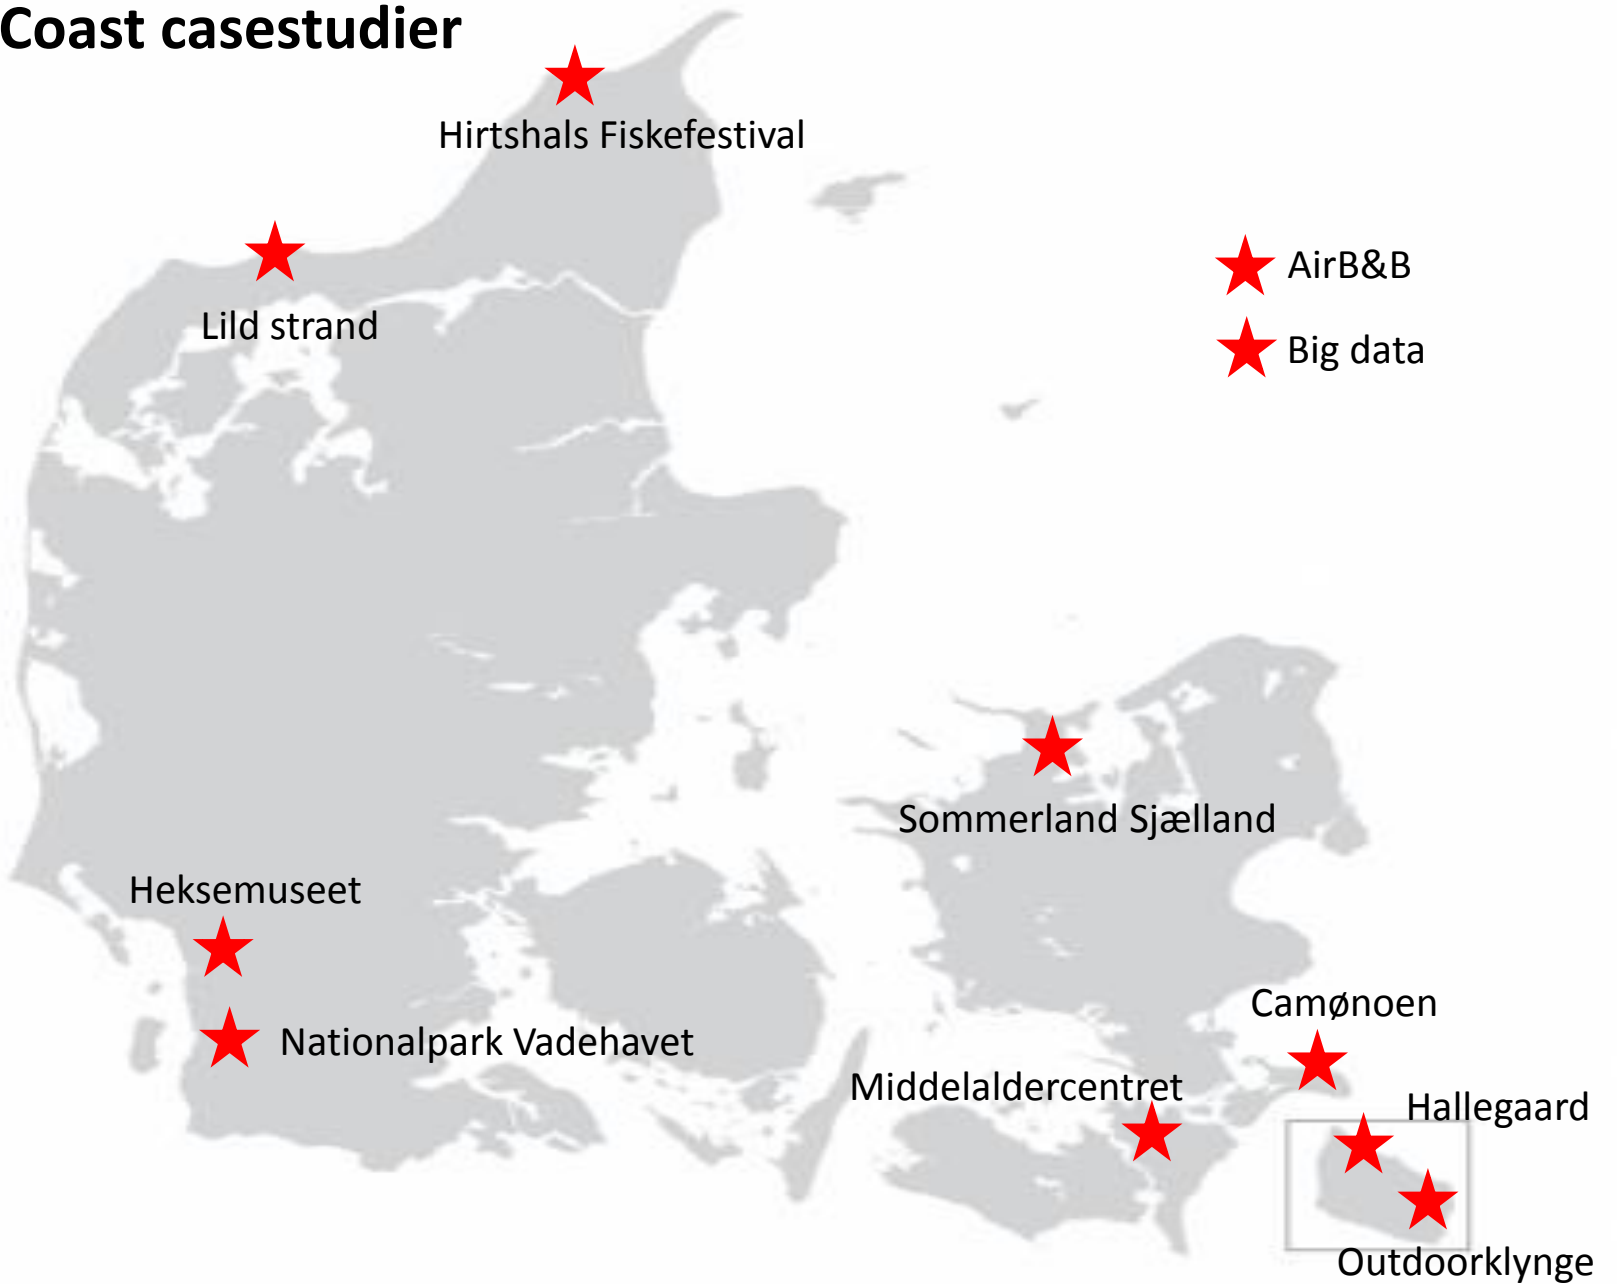 Coast casestudier
Hirtshals Fiskefestival
AirB&B
Lild strand
Big data
Sommerland Sjælland
Heksemuseet
Camønoen
Nationalpark Vadehavet
Middelaldercentret
Hallegaard
Outdoorklynge